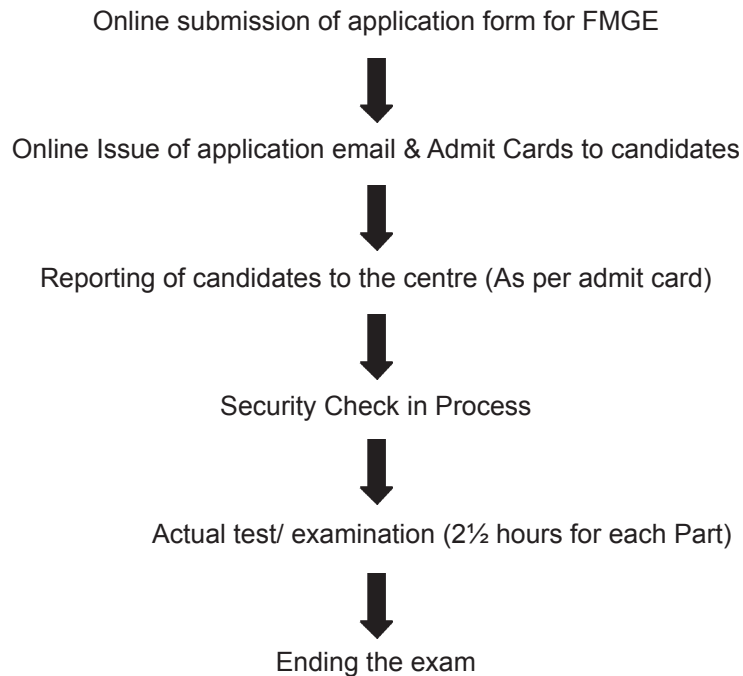 Online submission of application form for FMGE
Online Issue of application email & Admit Cards to candidates
Reporting of candidates to the centre (As per admit card)
Security Check in Process
Actual test/ examination (2½ hours for each Part)
Ending the exam